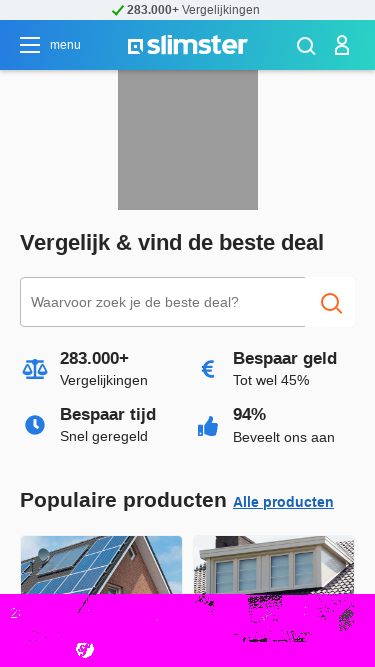 283.000+ Vergelijkingen
menu
slimster
Vergelijk & vind de beste deal
Waarvoor zoek je de beste deal?
283.000+
Vergelijkingen
Bespaar geld
Tot wel 45%
Bespaar tijd
Snel geregeld
94%
Beveelt ons aan
Populaire producten Alle producten